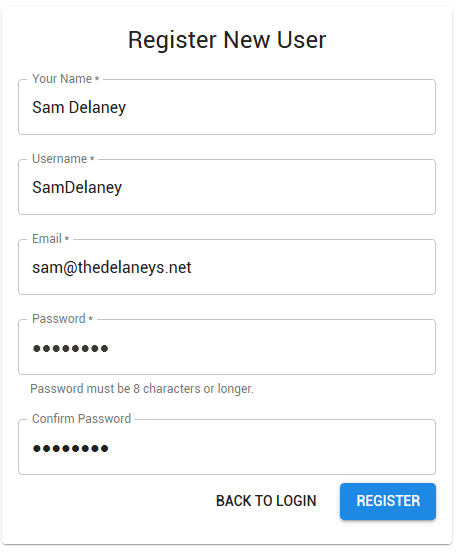 Register New User
Your Name *
Sam Delaney
Username *
SamDelaney
Email *
sam@thedelaneys.net
Password *
●●●●●●●●
Password must be 8 characters or longer.
Confirm Password
●●●●●●●●
BACK TO LOGIN REGISTER